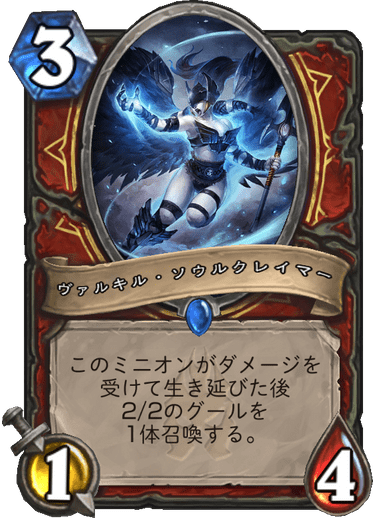 3
ヴァルキル・ソウルクレイマー
このミニオンがダメージを
受けて生き延びた後
2/2のグールを
1体召喚する。
1
4